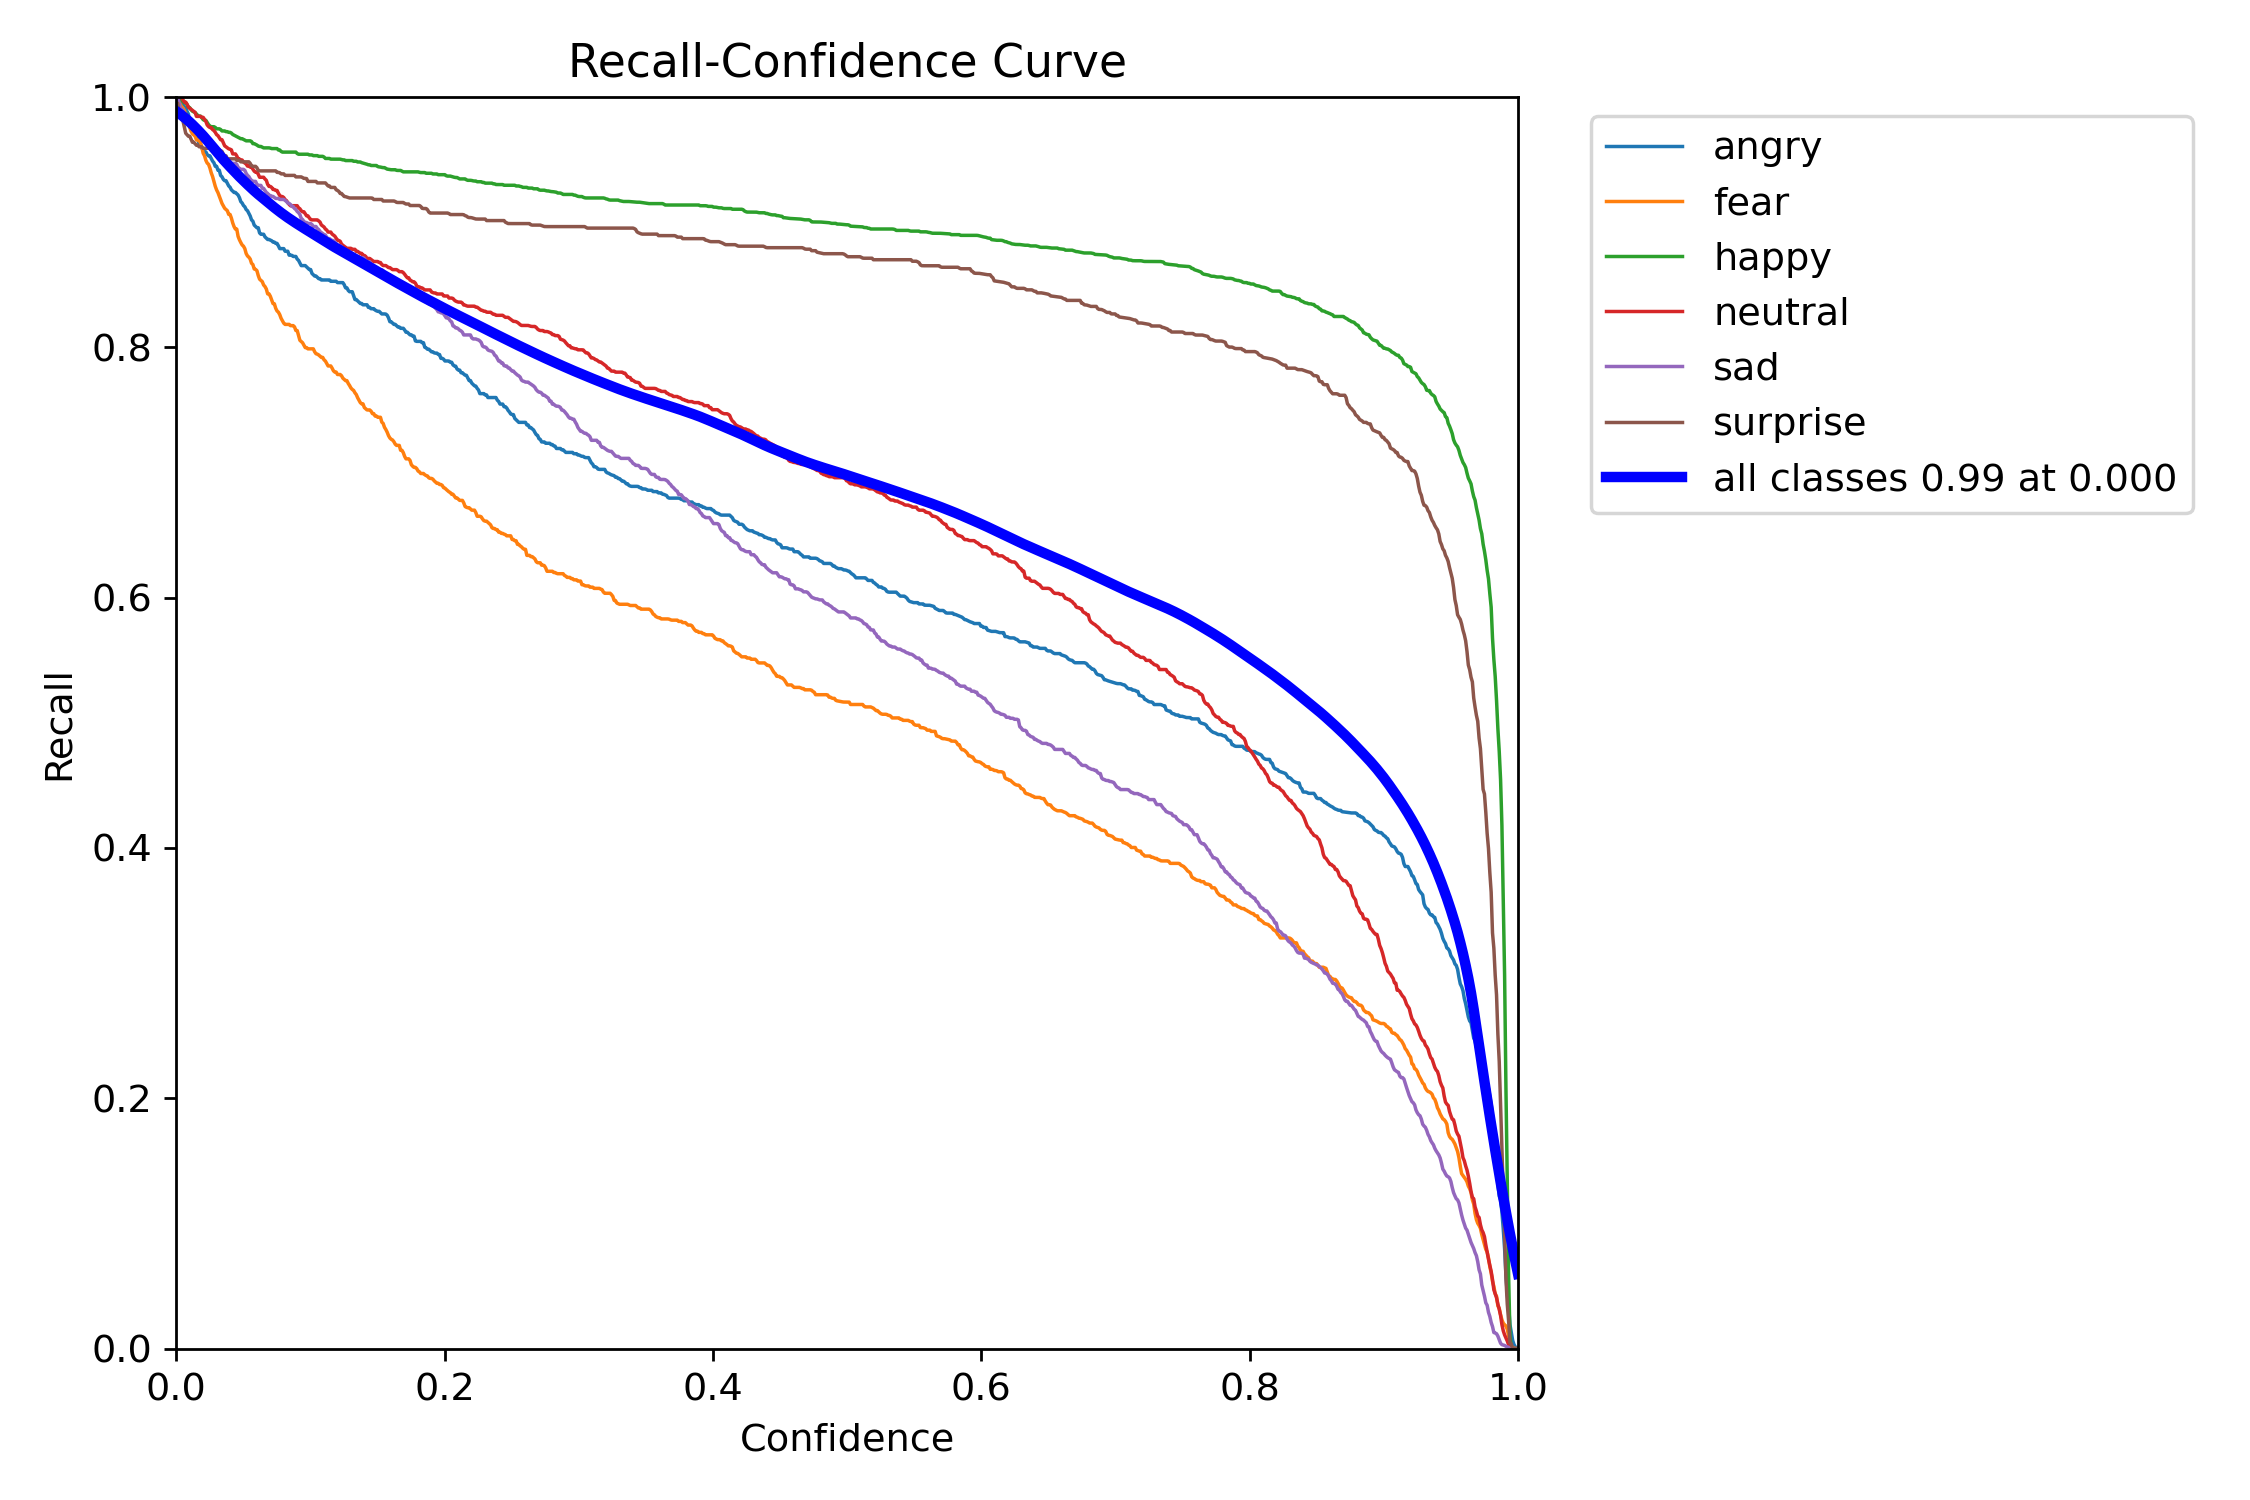 Recall-Confidence Curve
1.0
0.8
0.6
0.4
0.2
0.0
Recall
0.0 0.2 0.4 0.6 0.8 1.0
Confidence
angry
fear
happy
neutral
sad
surprise
all classes 0.99 at 0.000